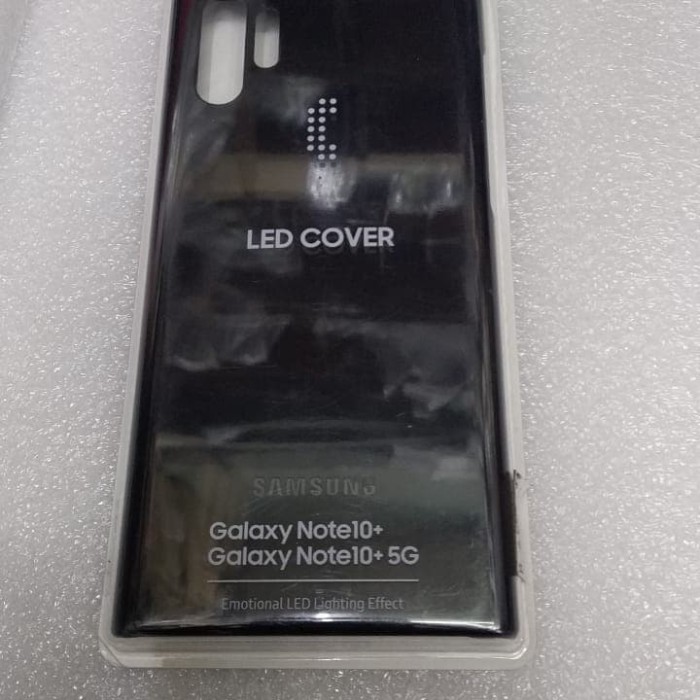 LED COVER
SAMSUNG
Galaxy Note10+
Galaxy Note10+ 5G
Emotional LED Lighting Effect